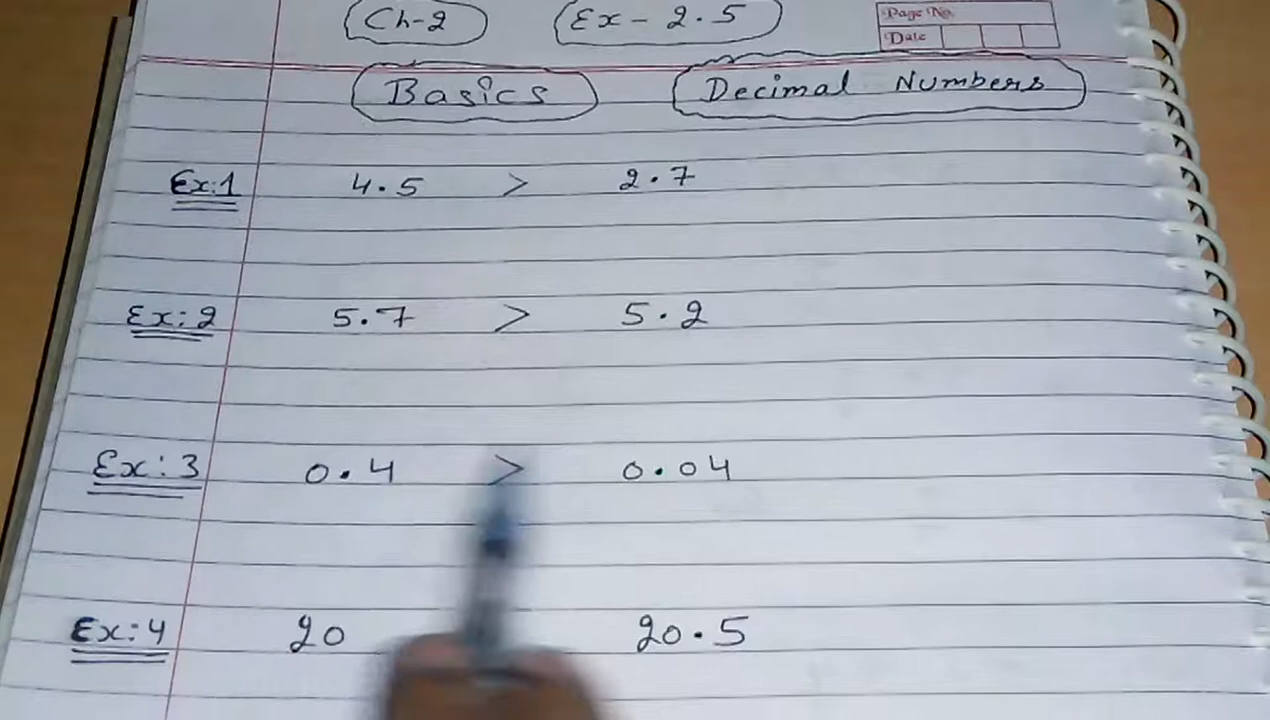 Ch-2 Ex-2.5
Page No.
Date
Basics Decimal Numbers
Ex:1 4.5 > 2.7
Ex:2 5.7 > 5.2
Ex:3 0.4 > 0.04
Ex:4 20 20.5